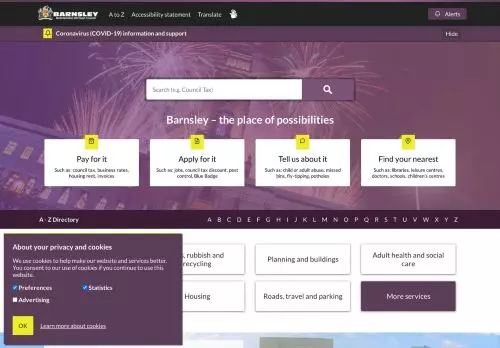 BARNSLEY
Metropolitan Borough Council
A to Z
Accessibility statement
Translate
Alerts
Coronavirus (COVID-19) information and support
Hide
Search (e.g. Council Tax)
Barnsley – the place of possibilities
Pay for it
Such as: council tax, business rates,
housing rent, invoices
Apply for it
Such as: jobs, council tax discount, pest
control, Blue Badge
Tell us about it
Such as: child or adult abuse, missed
bins, fly-tipping, potholes
Find your nearest
Such as: libraries, leisure centres,
doctors, schools, children's centres
A - Z Directory
A B C D E F G H I J K L M N O P Q R S T U V W X Y Z
, rubbish and
recycling
Planning and buildings
Adult health and social
care
Housing
Roads, travel and parking
More services
About your privacy and cookies
We use cookies to help make our website and services better.
You consent to our use of cookies if you continue to use this
website.
Preferences
Statistics
Advertising
OK
Learn more about cookies